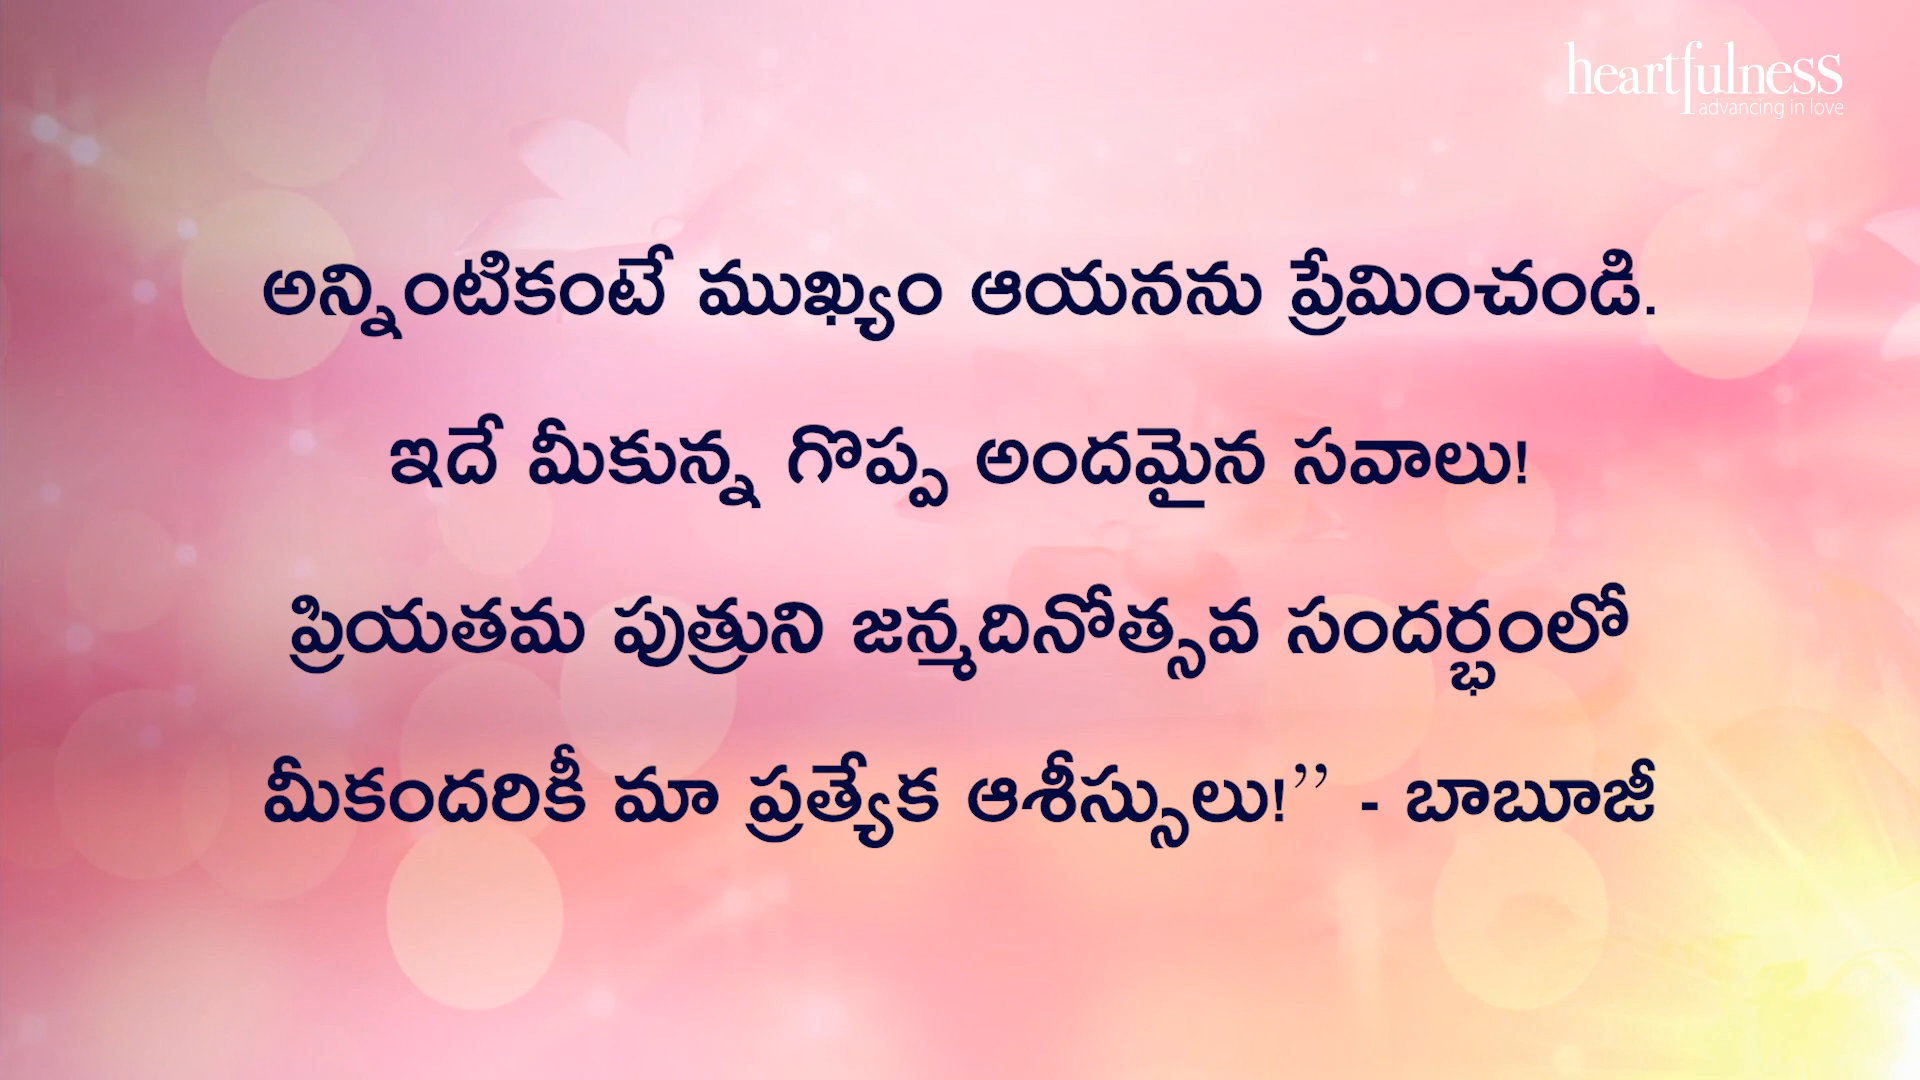 heartfulness
advancing in love
అన్నింటికంటే ముఖ్యం ఆయనను ప్రేమించండి.
ఇదే మీకున్న గొప్ప అందమైన సవాలు!
ప్రియతమ పుత్రుని జన్మదినోత్సవ సందర్భంలో
మీకందరికీ మా ప్రత్యేక ఆశీస్సులు!’’ - బాబూజీ